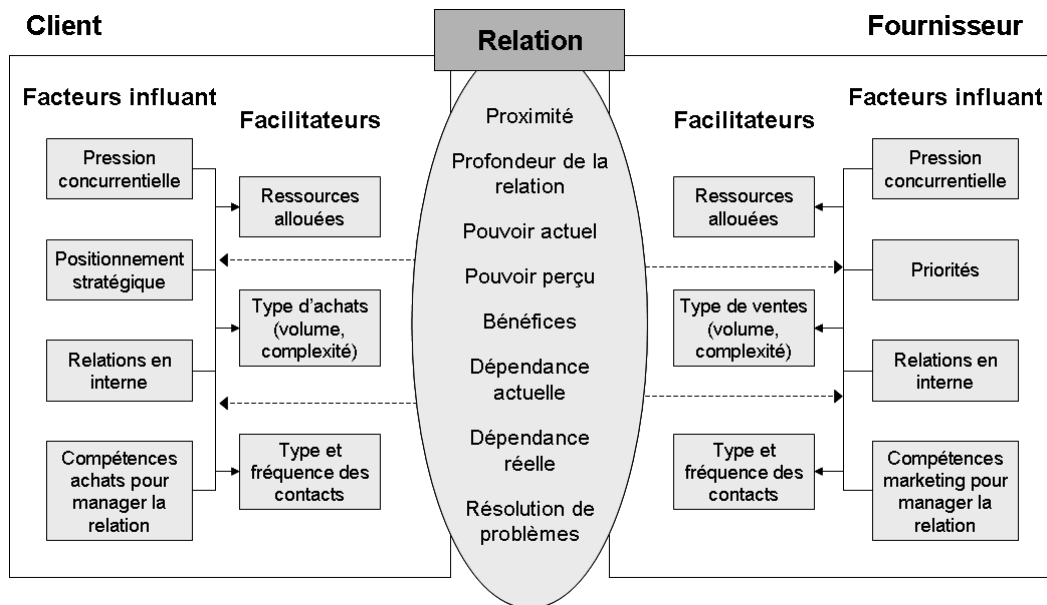 Client
Relation
Fournisseur
Facteurs influant
Facilitateurs
Pression
concurrentielle
Positionnement
stratégique
Relations en
interne
Compétences
achats pour
manager la
relation
Ressources
allouées
Type d'achats
(volume,
complexité)
Type et
fréquence des
contacts
Proximité
Profondeur de la
relation
Pouvoir actuel
Pouvoir perçu
Bénéfices
Dépendance
actuelle
Dépendance
réelle
Résolution de
problèmes
Facilitateurs
Facteurs influant
Ressources
allouées
Type de ventes
(volume,
complexité)
Type et
fréquence des
contacts
Pression
concurrentielle
Priorités
Relations en
interne
Compétences
marketing pour
manager la
relation